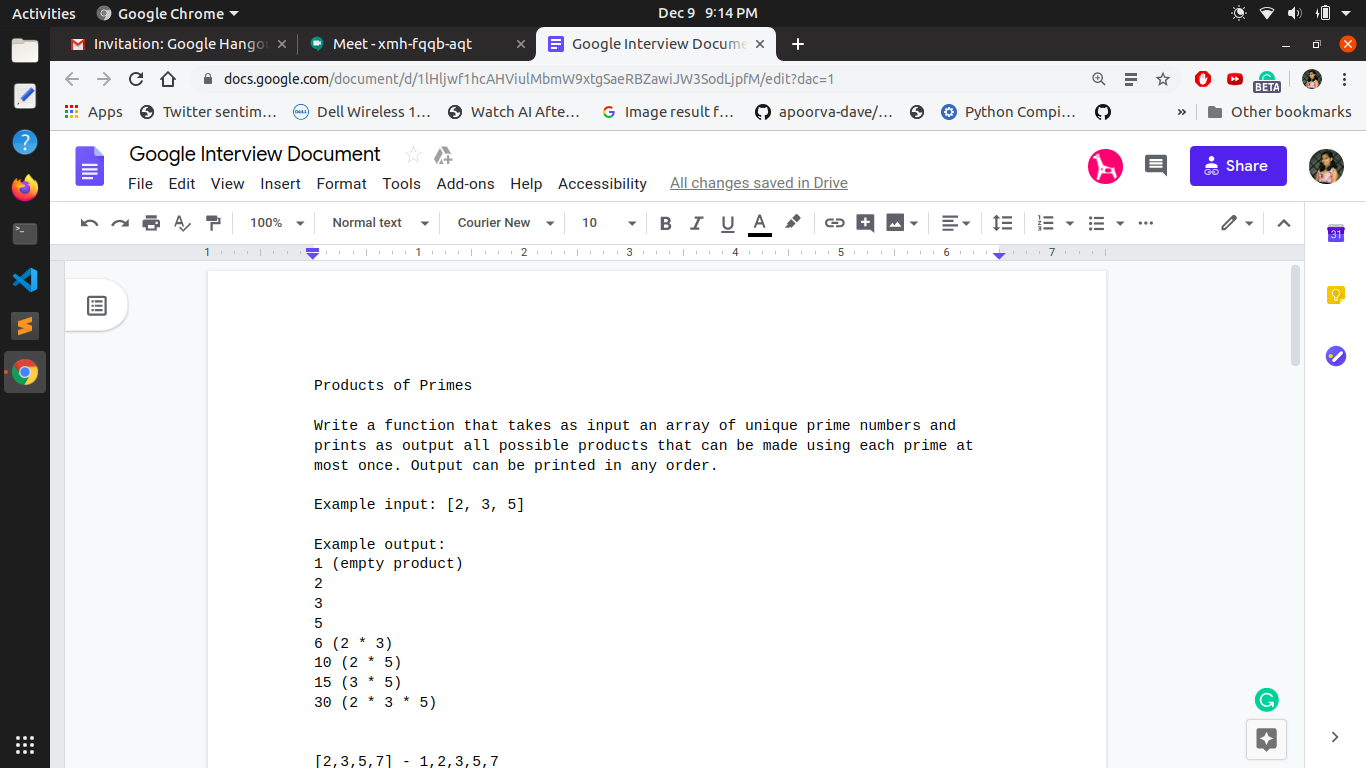 Activities
Google Chrome
Dec 9 9:14 PM
Invitation: Google Hango
Meet - xmh-fqqb-aqt
Google Interview Docume
docs.google.com/document/d/1lHljwf1hcAHViulMbmW9xtgSaeRBZawiJW3SodLjpfM/edit?dac=1
BETA
Apps
Twitter sentim...
Dell Wireless 1...
Watch AI Afte...
Image result f...
apoorva-dave/...
Python Compi...
»
Other bookmarks
Google Interview Document
File Edit View Insert Format Tools Add-ons Help Accessibility
All changes saved in Drive
Share
100%
Normal text
Courier New
10
B I U A
1 1 2 3 4 5 6 7
31
Products of Primes
Write a function that takes as input an array of unique prime numbers and
prints as output all possible products that can be made using each prime at
most once. Output can be printed in any order.
Example input: [2, 3, 5]
Example output:
1 (empty product)
2
3
5
6 (2 * 3)
10 (2 * 5)
15 (3 * 5)
30 (2 * 3 * 5)
[2,3,5,7] - 1,2,3,5,7